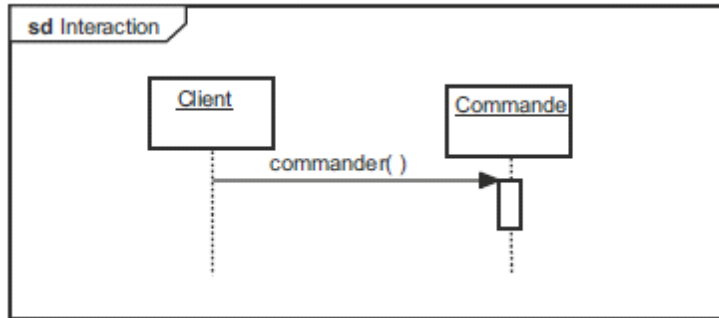 sd Interaction
Client
Commande
commander( )